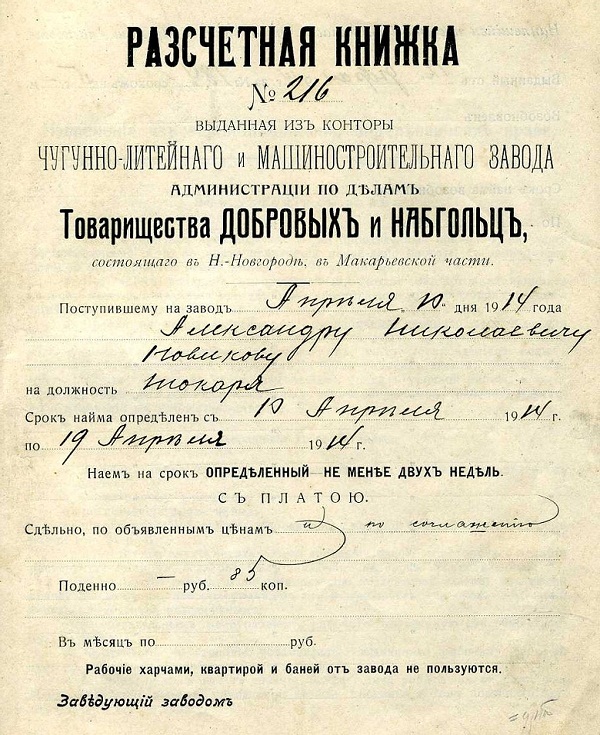 РАЗСЧЕТНАЯ КНИЖКА
№ 216
ВЫДАННАЯ ИЗЪ КОНТОРЫ
ЧУГУННО-ЛИТЕЙНАГО и МАШИНОСТРОИТЕЛЬНАГО ЗАВОДА
АДМИНИСТРАЦІИ ПО ДѢЛАМЪ
Товарищества ДОБРОВЫХЪ и НАБГОЛЬЦЪ,
состоящаго въ Н.-Новгородѣ, въ Макарьевской части.
Поступившему на заводъ Апрѣля „10" дня 1914 года
Александру Николаевичу
Новикову
на должность токаря
Срокъ найма опредѣленъ съ 10 Апрѣля 1914 г.
по 19 Апрѣля 1914 г.
Наемъ на срокъ ОПРЕДѢЛЕННЫЙ НЕ МЕНѢЕ ДВУХЪ НЕДѢЛЬ.
СЪ ПЛАТОЮ.
Сдѣльно, по объявленнымъ цѣнамъ и по соглашенію
Поденно — руб. 85 коп.
Въ мѣсяцъ по руб.
Рабочіе харчами, квартирой и баней отъ завода не пользуются.
Завѣдующій заводомъ